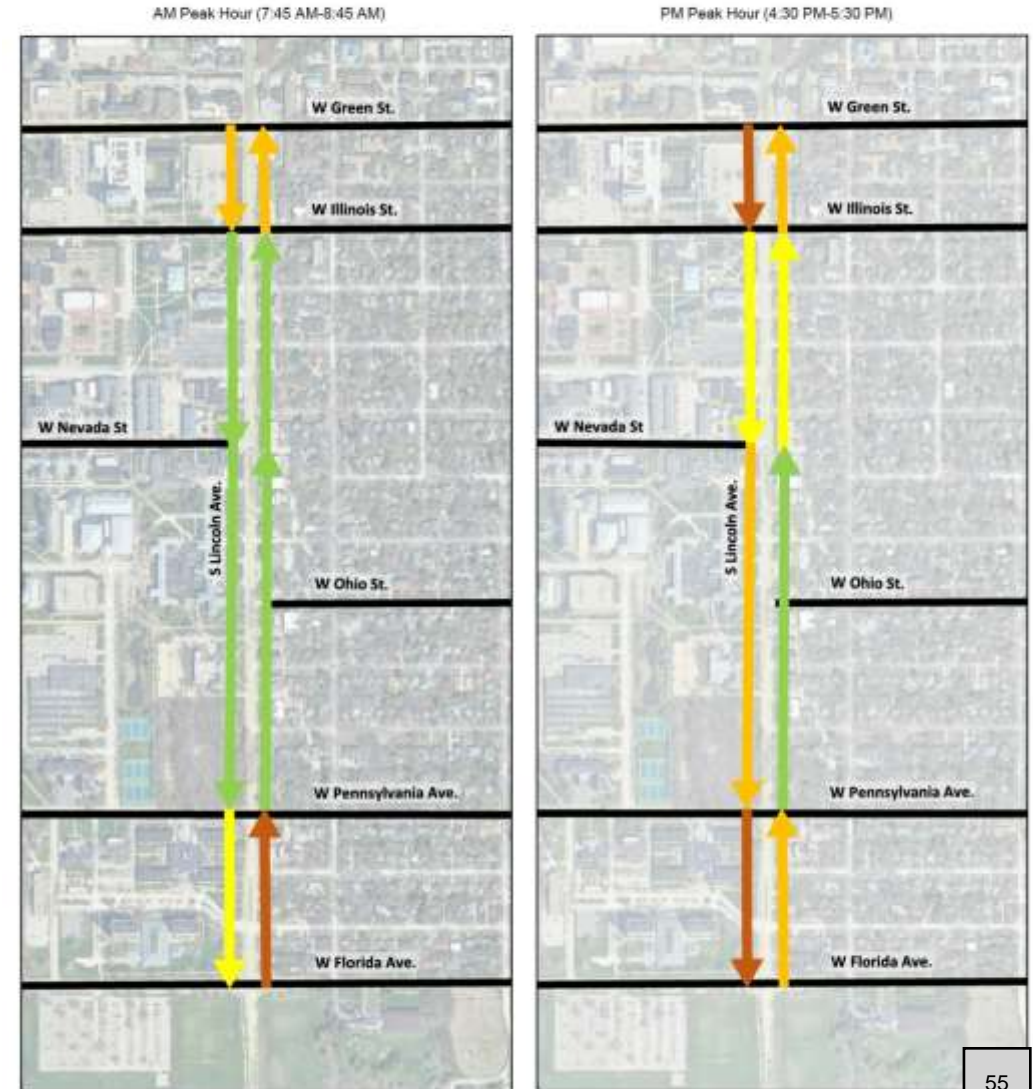 AM Peak Hour (7:45 AM-8:45 AM)
W Green St.
W Illinois St.
W Nevada St
S Lincoln Ave.
W Ohio St.
W Pennsylvania Ave.
W Florida Ave.
PM Peak Hour (4:30 PM-5:30 PM)
W Green St.
W Illinois St.
W Nevada St
S Lincoln Ave.
W Ohio St.
W Pennsylvania Ave.
W Florida Ave.
55